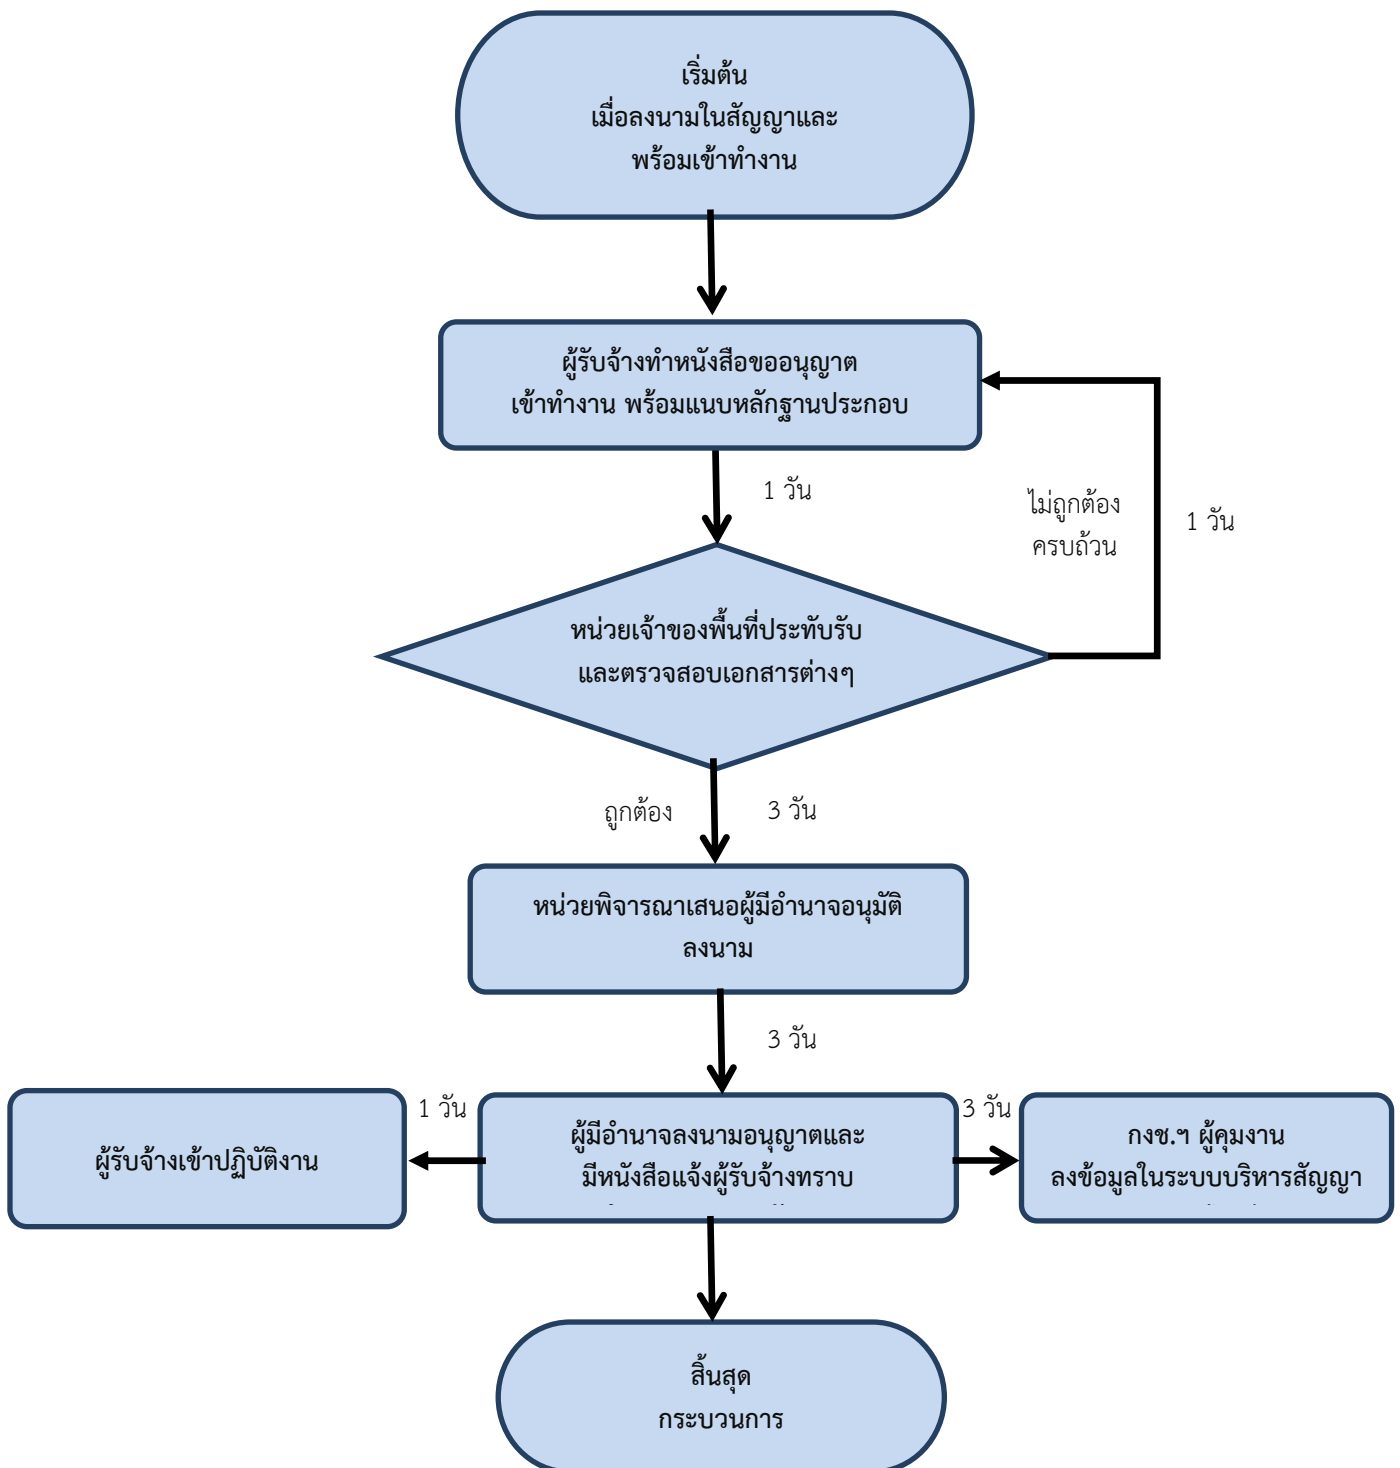 เริ่มต้น
เมื่อลงนามในสัญญาและ
พร้อมเข้าทำงาน
ผู้รับจ้างทำหนังสือขออนุญาต
เข้าทำงาน พร้อมแนบหลักฐานประกอบ
1 วัน
ไม่ถูกต้อง
ครบถ้วน
1 วัน
หน่วยเจ้าของพื้นที่ประทับรับ
และตรวจสอบเอกสารต่างๆ
ถูกต้อง
3 วัน
หน่วยพิจารณาเสนอผู้มีอำนาจอนุมัติ
ลงนาม
3 วัน
ผู้รับจ้างเข้าปฏิบัติงาน
1 วัน
ผู้มีอำนาจลงนามอนุญาตและ
มีหนังสือแจ้งผู้รับจ้างทราบ
3 วัน
กงช.ฯ ผู้คุมงาน
ลงข้อมูลในระบบบริหารสัญญา
สิ้นสุด
กระบวนการ